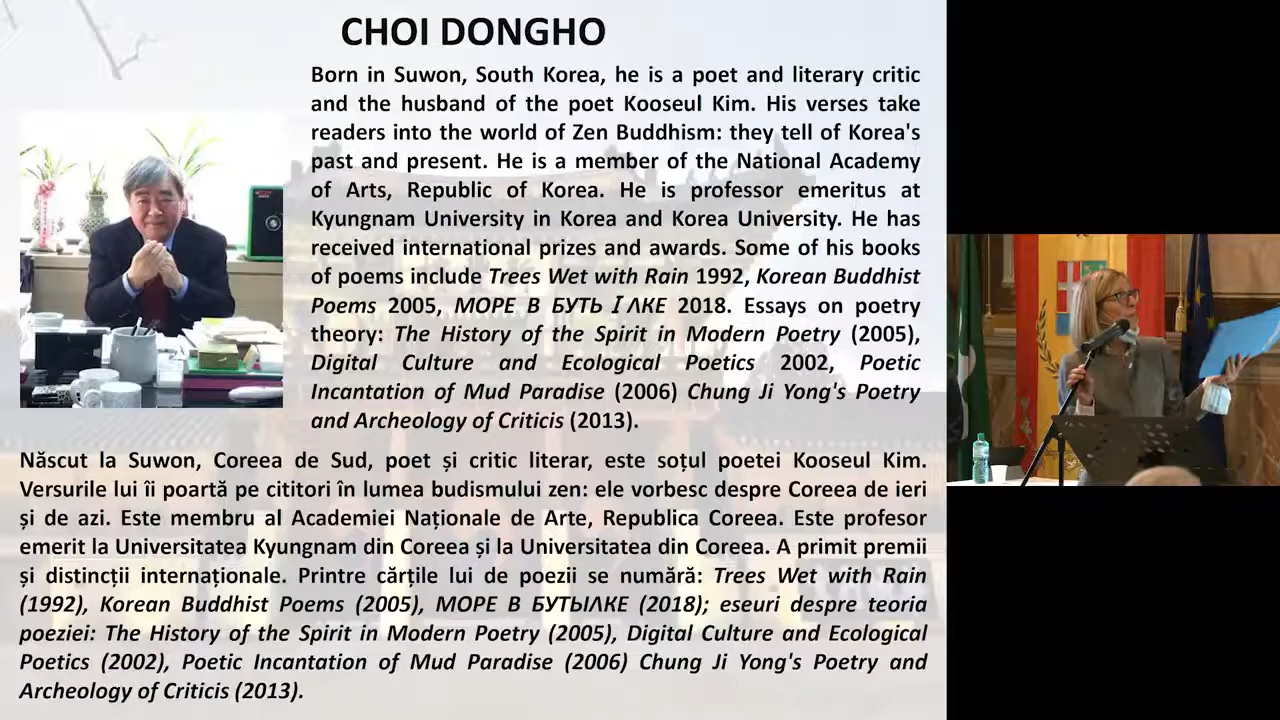 CHOI DONGHO
Born in Suwon, South Korea, he is a poet and literary critic
and the husband of the poet Kooseul Kim. His verses take
readers into the world of Zen Buddhism: they tell of Korea's
past and present. He is a member of the National Academy
of Arts, Republic of Korea. He is professor emeritus at
Kyungnam University in Korea and Korea University. He has
received international prizes and awards. Some of his books
of poems include Trees Wet with Rain 1992, Korean Buddhist
Poems 2005, МОРЕ В БУТЬ I ΛКЕ 2018. Essays on poetry
theory: The History of the Spirit in Modern Poetry (2005),
Digital Culture and Ecological Poetics 2002, Poetic
Incantation of Mud Paradise (2006) Chung Ji Yong's Poetry
and Archeology of Criticis (2013).
Născut la Suwon, Coreea de Sud, poet și critic literar, este soțul poetei Kooseul Kim.
Versurile lui îi poartă pe cititori în lumea budismului zen: ele vorbesc despre Coreea de ieri
și de azi. Este membru al Academiei Naționale de Arte, Republica Coreea. Este profesor
emerit la Universitatea Kyungnam din Coreea și la Universitatea din Coreea. A primit premii
și distincții internaționale. Printre cărțile lui de poezii se numără: Trees Wet with Rain
(1992), Korean Buddhist Poems (2005), МОРЕ В БУТЫΛКЕ (2018); eseuri despre teoria
poeziei: The History of the Spirit in Modern Poetry (2005), Digital Culture and Ecological
Poetics (2002), Poetic Incantation of Mud Paradise (2006) Chung Ji Yong's Poetry and
Archeology of Criticis (2013).